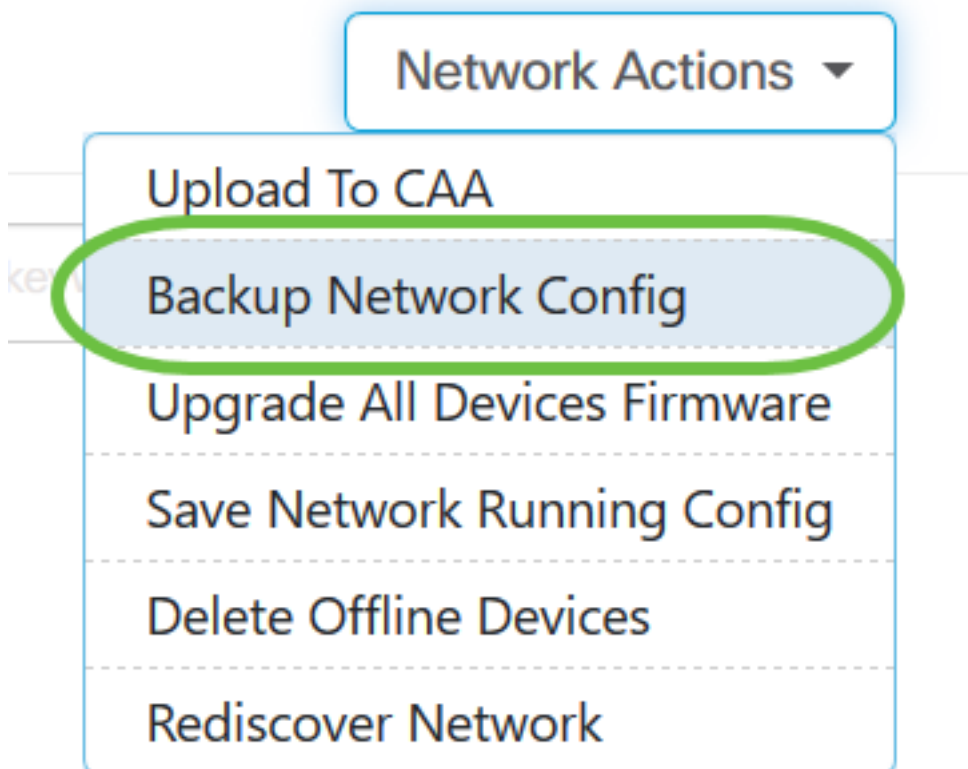 Network Actions
Upload To CAA
Backup Network Config
Upgrade All Devices Firmware
Save Network Running Config
Delete Offline Devices
Rediscover Network